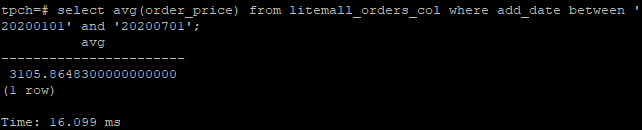 tpch=# select avg(order_price) from litemall_orders_col where add_date between '
20200101' and '20200701';
avg
-----------------------
3105.8648300000000000
(1 row)
Time: 16.099 ms